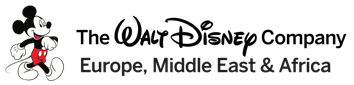 The Walt Disney Company
Europe, Middle East & Africa